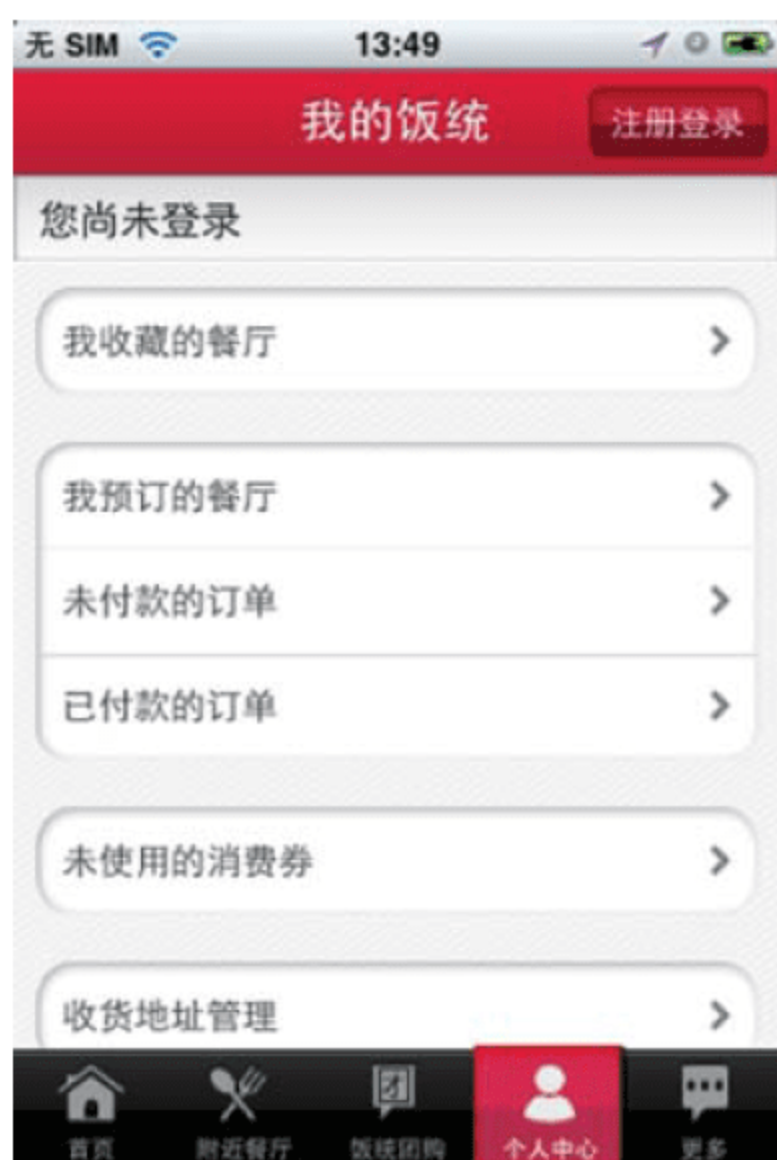 无 SIM 13:49
我的饭统 注册登录
您尚未登录
我收藏的餐厅
我预订的餐厅
未付款的订单
已付款的订单
未使用的消费券
收货地址管理
首页 附近餐厅 饭统团购 个人中心 更多